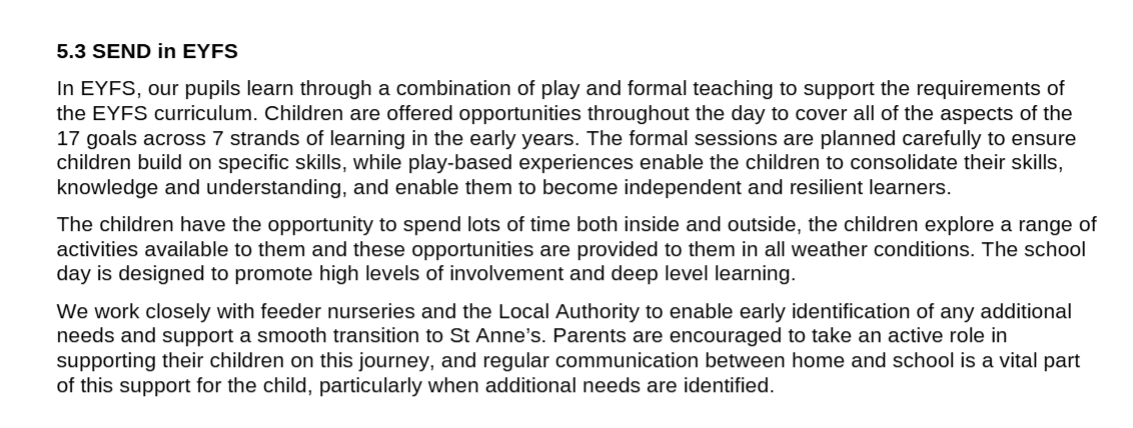 5.3 SEND in EYFS
In EYFS, our pupils learn through a combination of play and formal teaching to support the requirements of
the EYFS curriculum. Children are offered opportunities throughout the day to cover all of the aspects of the
17 goals across 7 strands of learning in the early years. The formal sessions are planned carefully to ensure
children build on specific skills, while play-based experiences enable the children to consolidate their skills,
knowledge and understanding, and enable them to become independent and resilient learners.
The children have the opportunity to spend lots of time both inside and outside, the children explore a range of
activities available to them and these opportunities are provided to them in all weather conditions. The school
day is designed to promote high levels of involvement and deep level learning.
We work closely with feeder nurseries and the Local Authority to enable early identification of any additional
needs and support a smooth transition to St Anne’s. Parents are encouraged to take an active role in
supporting their children on this journey, and regular communication between home and school is a vital part
of this support for the child, particularly when additional needs are identified.